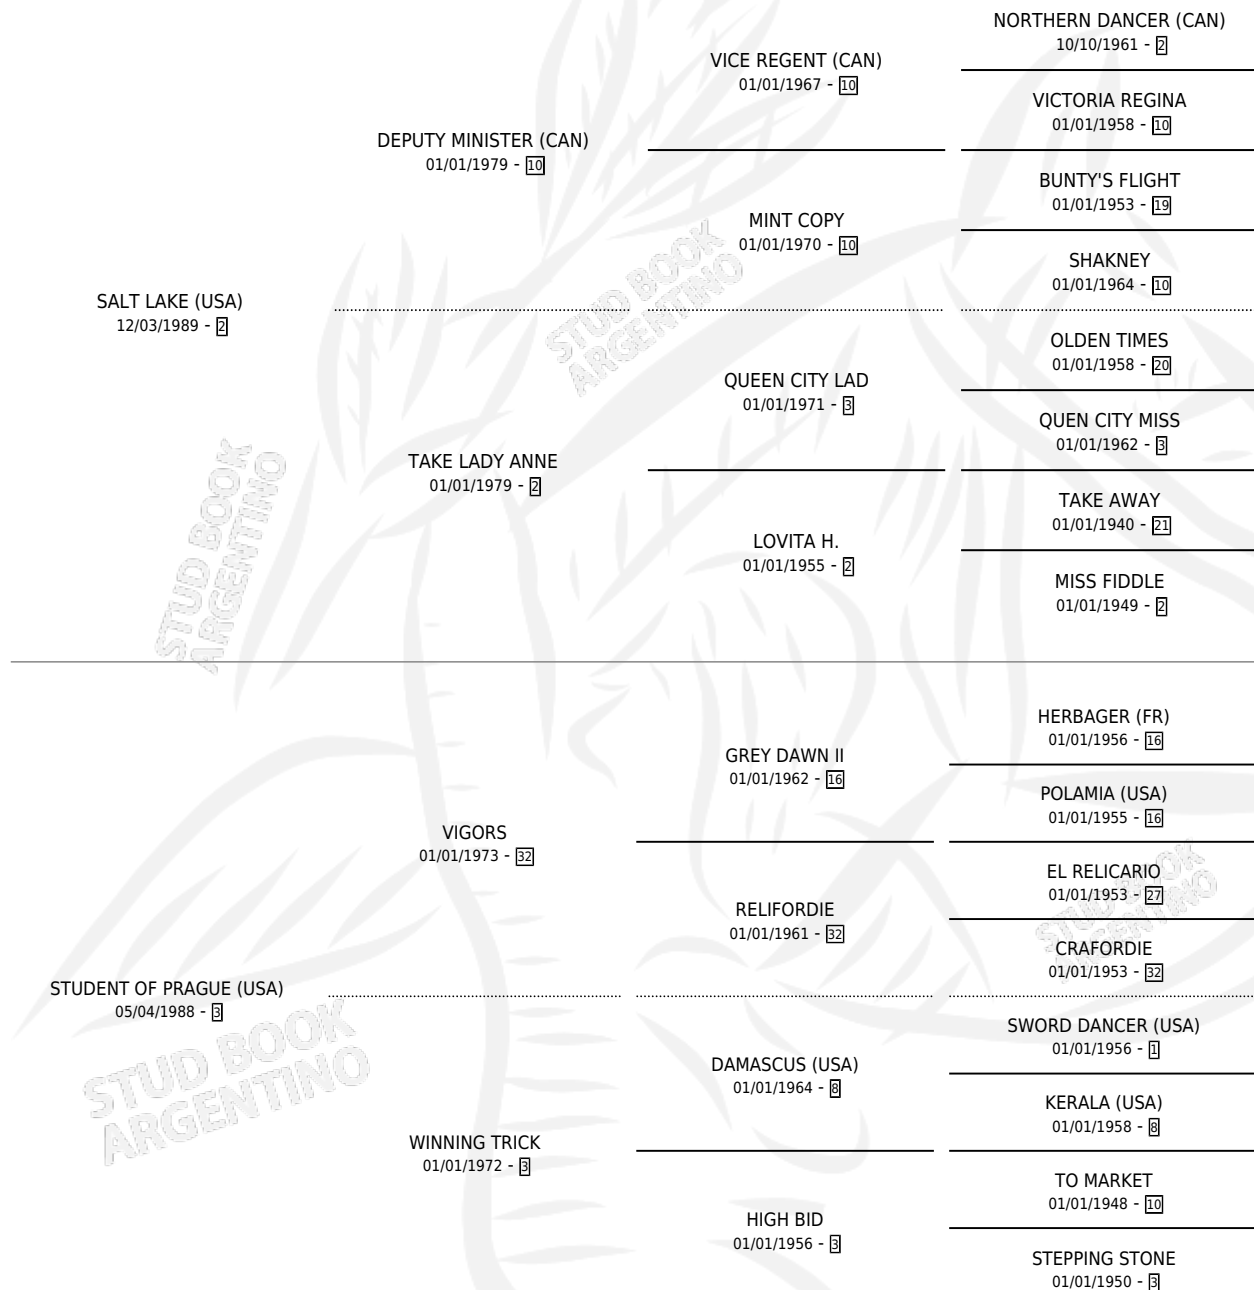 NORTHERN DANCER (CAN)
10/10/1961 - 2
VICE REGENT (CAN)
01/01/1967 - 10
VICTORIA REGINA
01/01/1958 - 10
DEPUTY MINISTER (CAN)
01/01/1979 - 10
BUNTY'S FLIGHT
01/01/1953 - 19
MINT COPY
01/01/1970 - 10
SHAKNEY
01/01/1964 - 10
SALT LAKE (USA)
12/03/1989 - 2
OLDEN TIMES
01/01/1958 - 20
QUEEN CITY LAD
01/01/1971 - 3
QUEN CITY MISS
01/01/1962 - 3
TAKE LADY ANNE
01/01/1979 - 2
TAKE AWAY
01/01/1940 - 21
LOVITA H.
01/01/1955 - 2
MISS FIDDLE
01/01/1949 - 2
HERBAGER (FR)
01/01/1956 - 16
GREY DAWN II
01/01/1962 - 16
POLAMIA (USA)
01/01/1955 - 16
VIGORS
01/01/1973 - 32
EL RELICARIO
01/01/1953 - 27
RELIFORDIE
01/01/1961 - 32
CRAFORDIE
01/01/1953 - 32
STUDENT OF PRAGUE (USA)
05/04/1988 - 3
SWORD DANCER (USA)
01/01/1956 - 1
DAMASCUS (USA)
01/01/1964 - 8
KERALA (USA)
01/01/1958 - 8
WINNING TRICK
01/01/1972 - 3
TO MARKET
01/01/1948 - 10
HIGH BID
01/01/1956 - 3
STEPPING STONE
01/01/1950 - 3
STUD BOOK
ARGENTINO
STUD BOOK
ARGENTINO
STUD BOOK
ARGENTINO
STUD BOOK
ARGENTINO